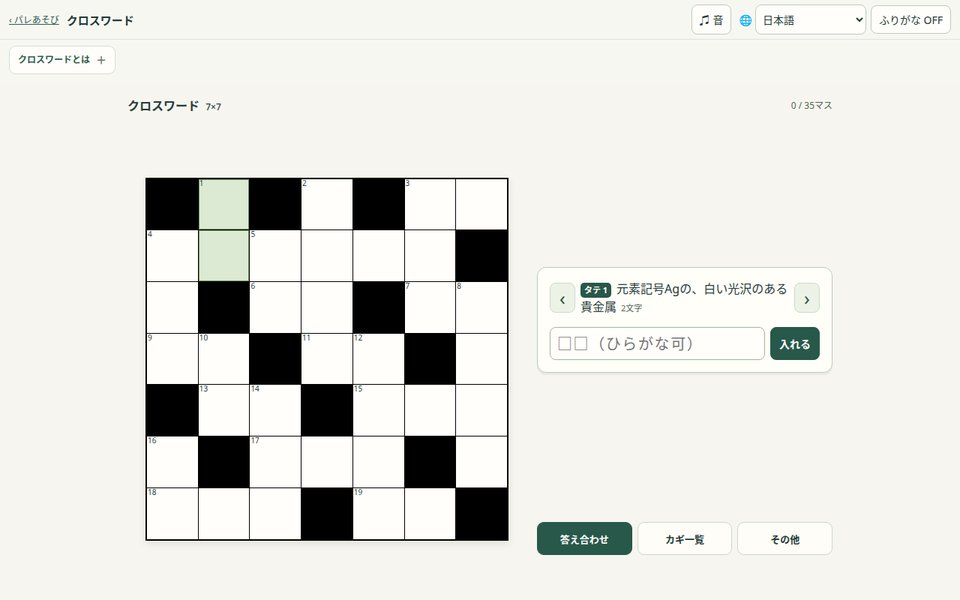 ‹ パレあそび クロスワード
♫ 音
日本語
ふりがな OFF
クロスワードとは ＋
クロスワード 7×7
0 / 35マス
1 2 3
4 5
6 7 8
9 10 11 12
13 14 15
16 17
18 19
‹
タテ 1 元素記号Agの、白い光沢のある
貴金属 2文字
›
□□（ひらがな可）
入れる
答え合わせ
カギ一覧
その他